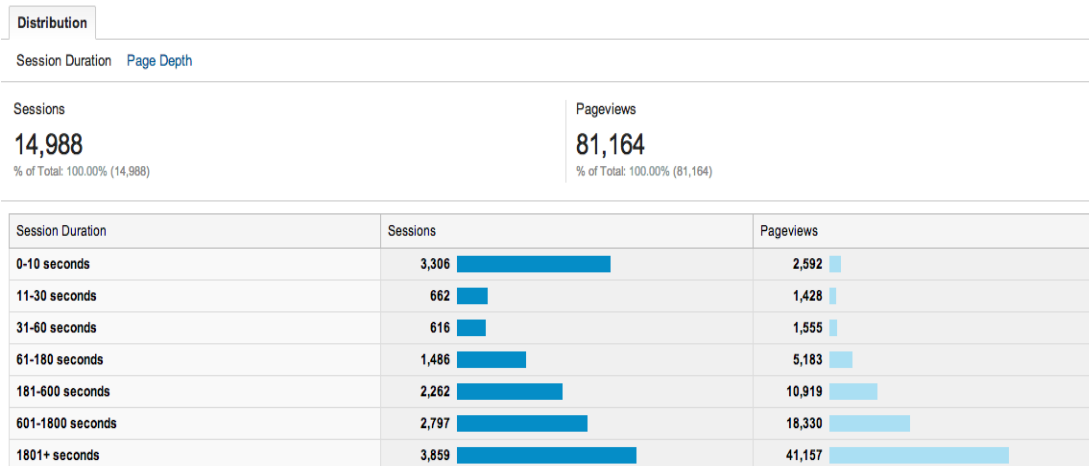 Distribution
Session Duration Page Depth
Sessions Pageviews
14,988 81,164
% of Total: 100.00% (14,988) % of Total: 100.00% (81,164)
Session Duration Sessions Pageviews
0-10 seconds 3,306 2,592
11-30 seconds 662 1,428
31-60 seconds 616 1,555
61-180 seconds 1,486 5,183
181-600 seconds 2,262 10,919
601-1800 seconds 2,797 18,330
1801+ seconds 3,859 41,157